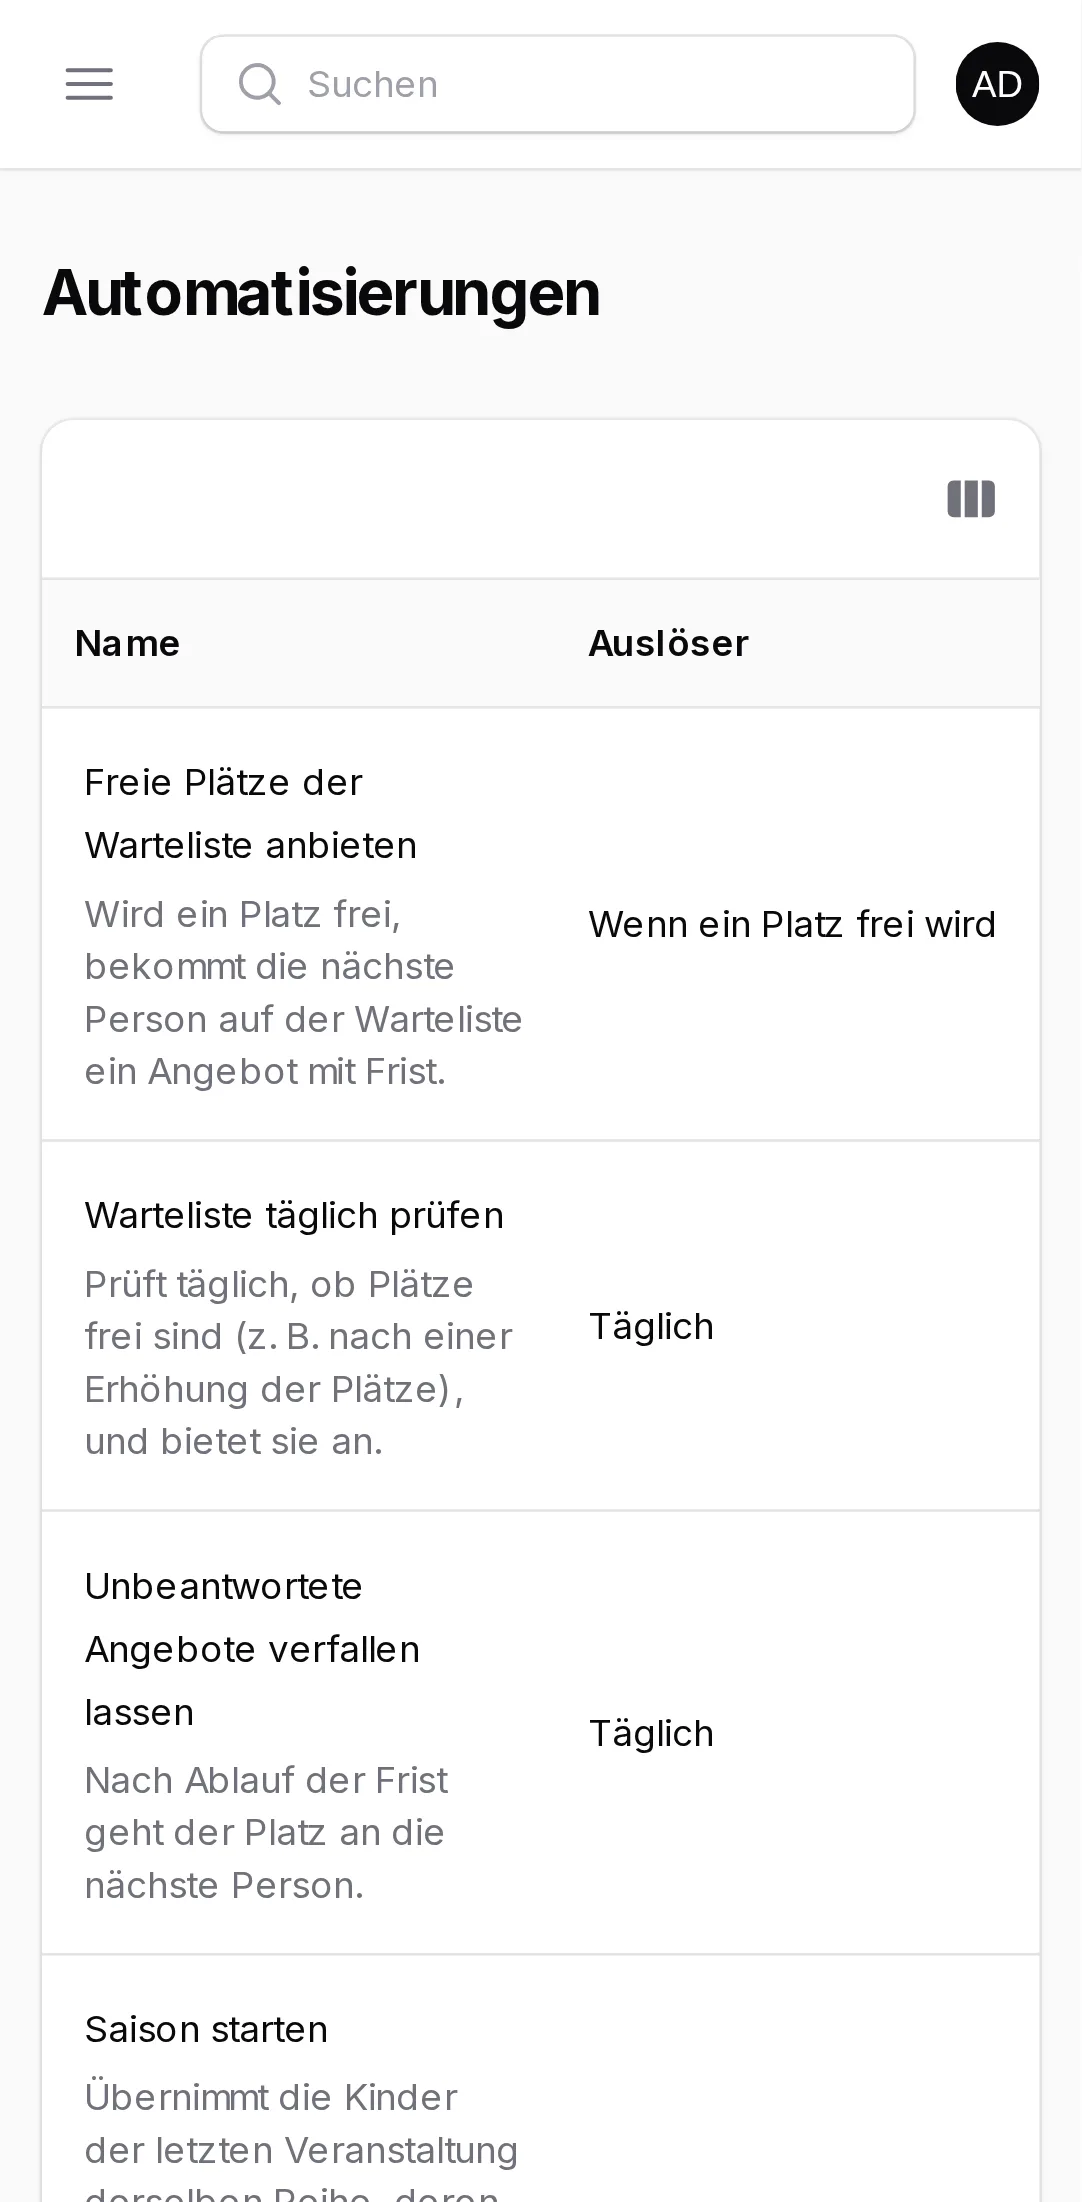 Suchen
AD
Automatisierungen
Name
Auslöser
Freie Plätze der
Warteliste anbieten
Wird ein Platz frei,
bekommt die nächste
Person auf der Warteliste
ein Angebot mit Frist.
Wenn ein Platz frei wird
Warteliste täglich prüfen
Prüft täglich, ob Plätze
frei sind (z. B. nach einer
Erhöhung der Plätze),
und bietet sie an.
Täglich
Unbeantwortete
Angebote verfallen
lassen
Nach Ablauf der Frist
geht der Platz an die
nächste Person.
Täglich
Saison starten
Übernimmt die Kinder
der letzten Veranstaltung
derselben Reihe, deren